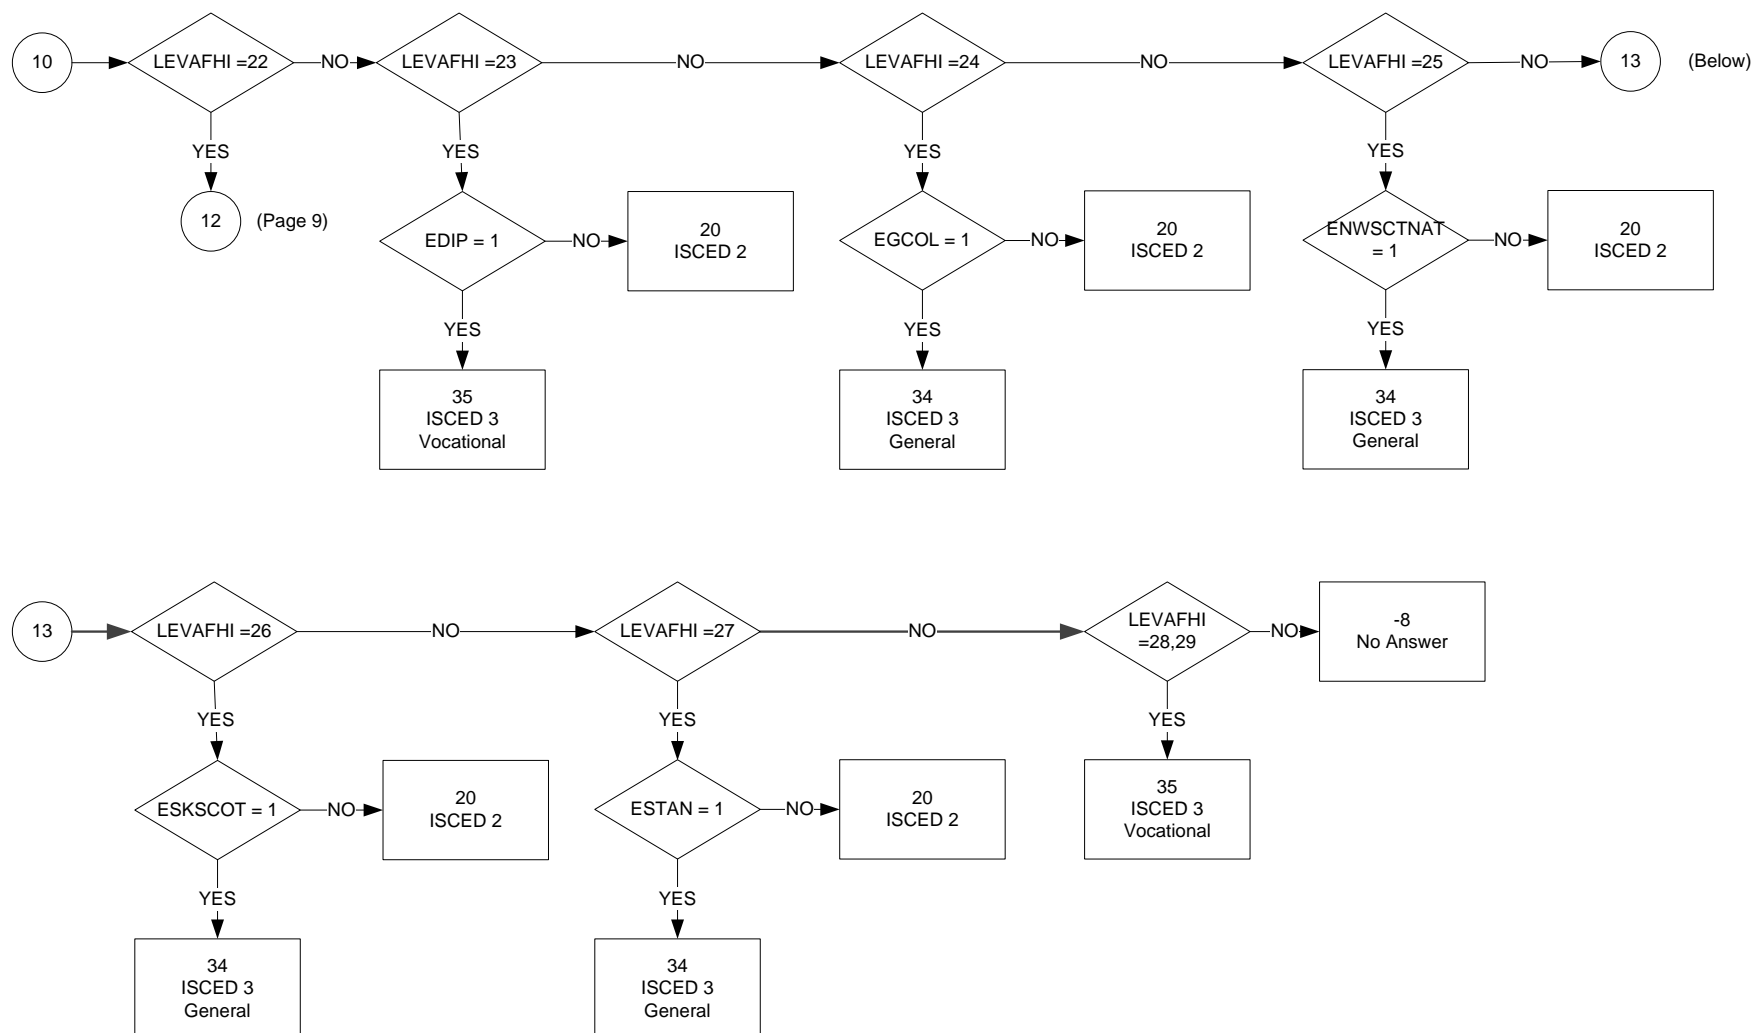 10
LEVAFHI =22
NO
LEVAFHI =23
NO
LEVAFHI =24
NO
LEVAFHI =25
NO
13
(Below)
YES
YES
YES
YES
12
(Page 9)
EDIP = 1
NO
20
ISCED 2
EGCOL = 1
NO
20
ISCED 2
ENWSCTNAT
= 1
NO
20
ISCED 2
YES
YES
YES
35
ISCED 3
Vocational
34
ISCED 3
General
34
ISCED 3
General
13
LEVAFHI =26
NO
LEVAFHI =27
NO
LEVAFHI
=28,29
NO
-8
No Answer
YES
YES
YES
ESKSCOT = 1
NO
20
ISCED 2
ESTAN = 1
NO
20
ISCED 2
35
ISCED 3
Vocational
YES
YES
34
ISCED 3
General
34
ISCED 3
General